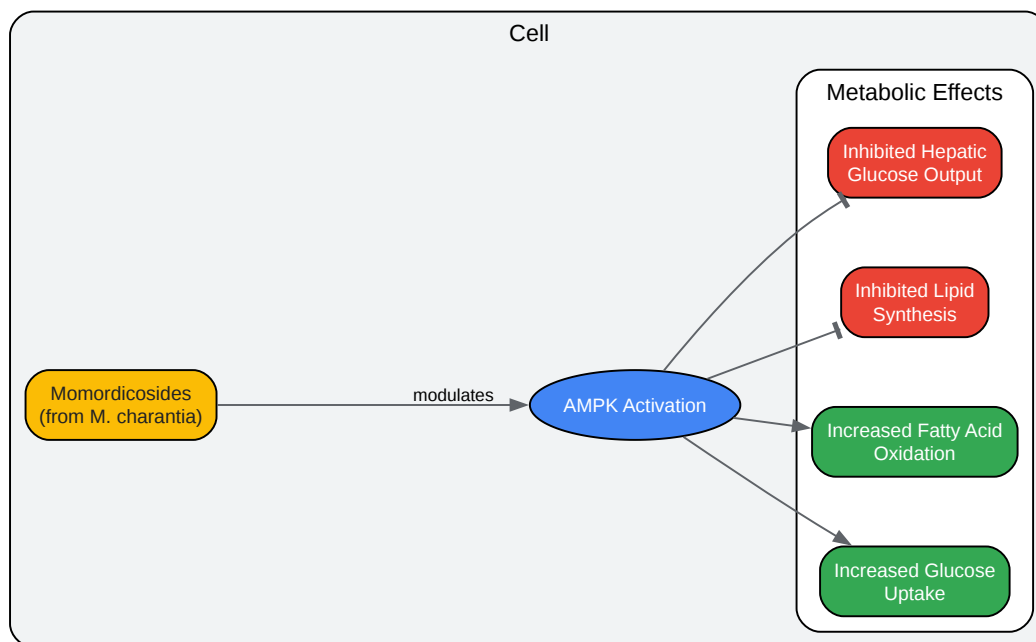 Cell
Metabolic Effects
Inhibited Hepatic
Glucose Output
Inhibited Lipid
Synthesis
Momordicosides
(from M. charantia)
modulates
AMPK Activation
Increased Fatty Acid
Oxidation
Increased Glucose
Uptake